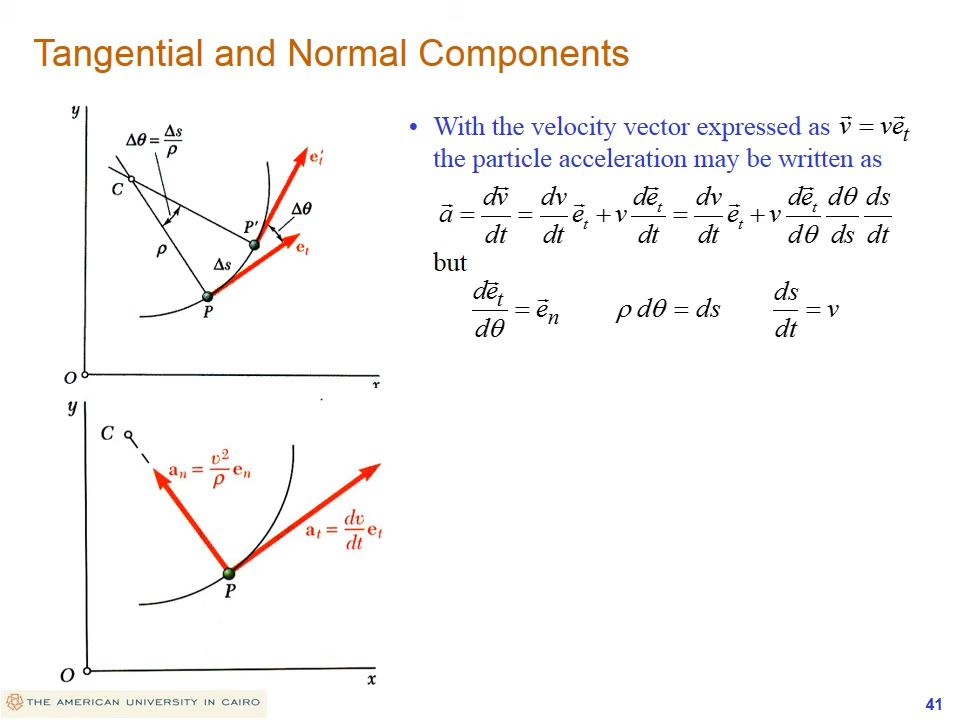 Tangential and Normal Components
y
Δθ = Δs/ρ
C
e′t
Δθ
P′
et
ρ
Δs
P
O
x
• With the velocity vector expressed as v⃗ = ve⃗t
the particle acceleration may be written as
a⃗ = dv⃗/dt = dv/dt e⃗t + v de⃗t/dt = dv/dt e⃗t + v de⃗t/dθ dθ/ds ds/dt
but
de⃗t/dθ = e⃗n ρ dθ = ds ds/dt = v
y
C
an = v²/ρ en
at = dv/dt et
P
O
x
THE AMERICAN UNIVERSITY IN CAIRO
41